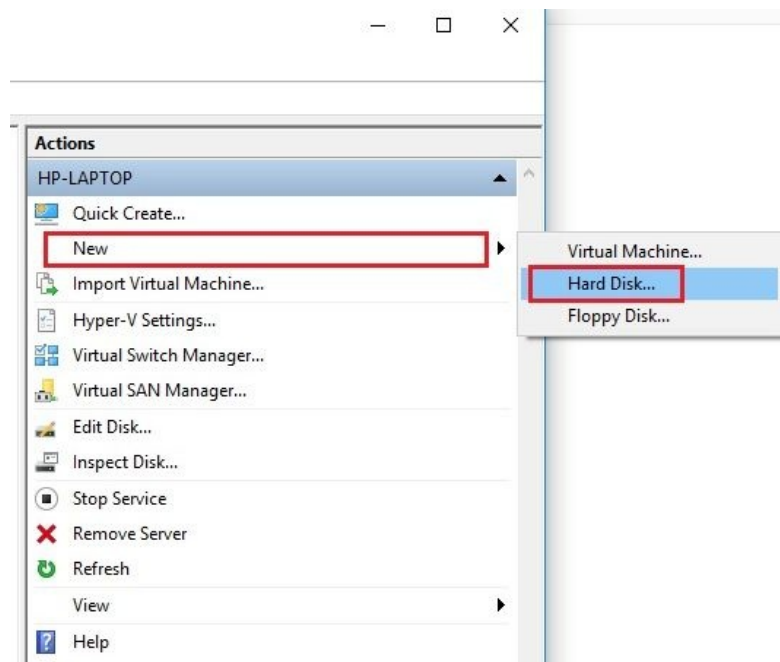 Actions
HP-LAPTOP
Quick Create...
New
Virtual Machine...
Hard Disk...
Floppy Disk...
Import Virtual Machine...
Hyper-V Settings...
Virtual Switch Manager...
Virtual SAN Manager...
Edit Disk...
Inspect Disk...
Stop Service
Remove Server
Refresh
View
Help